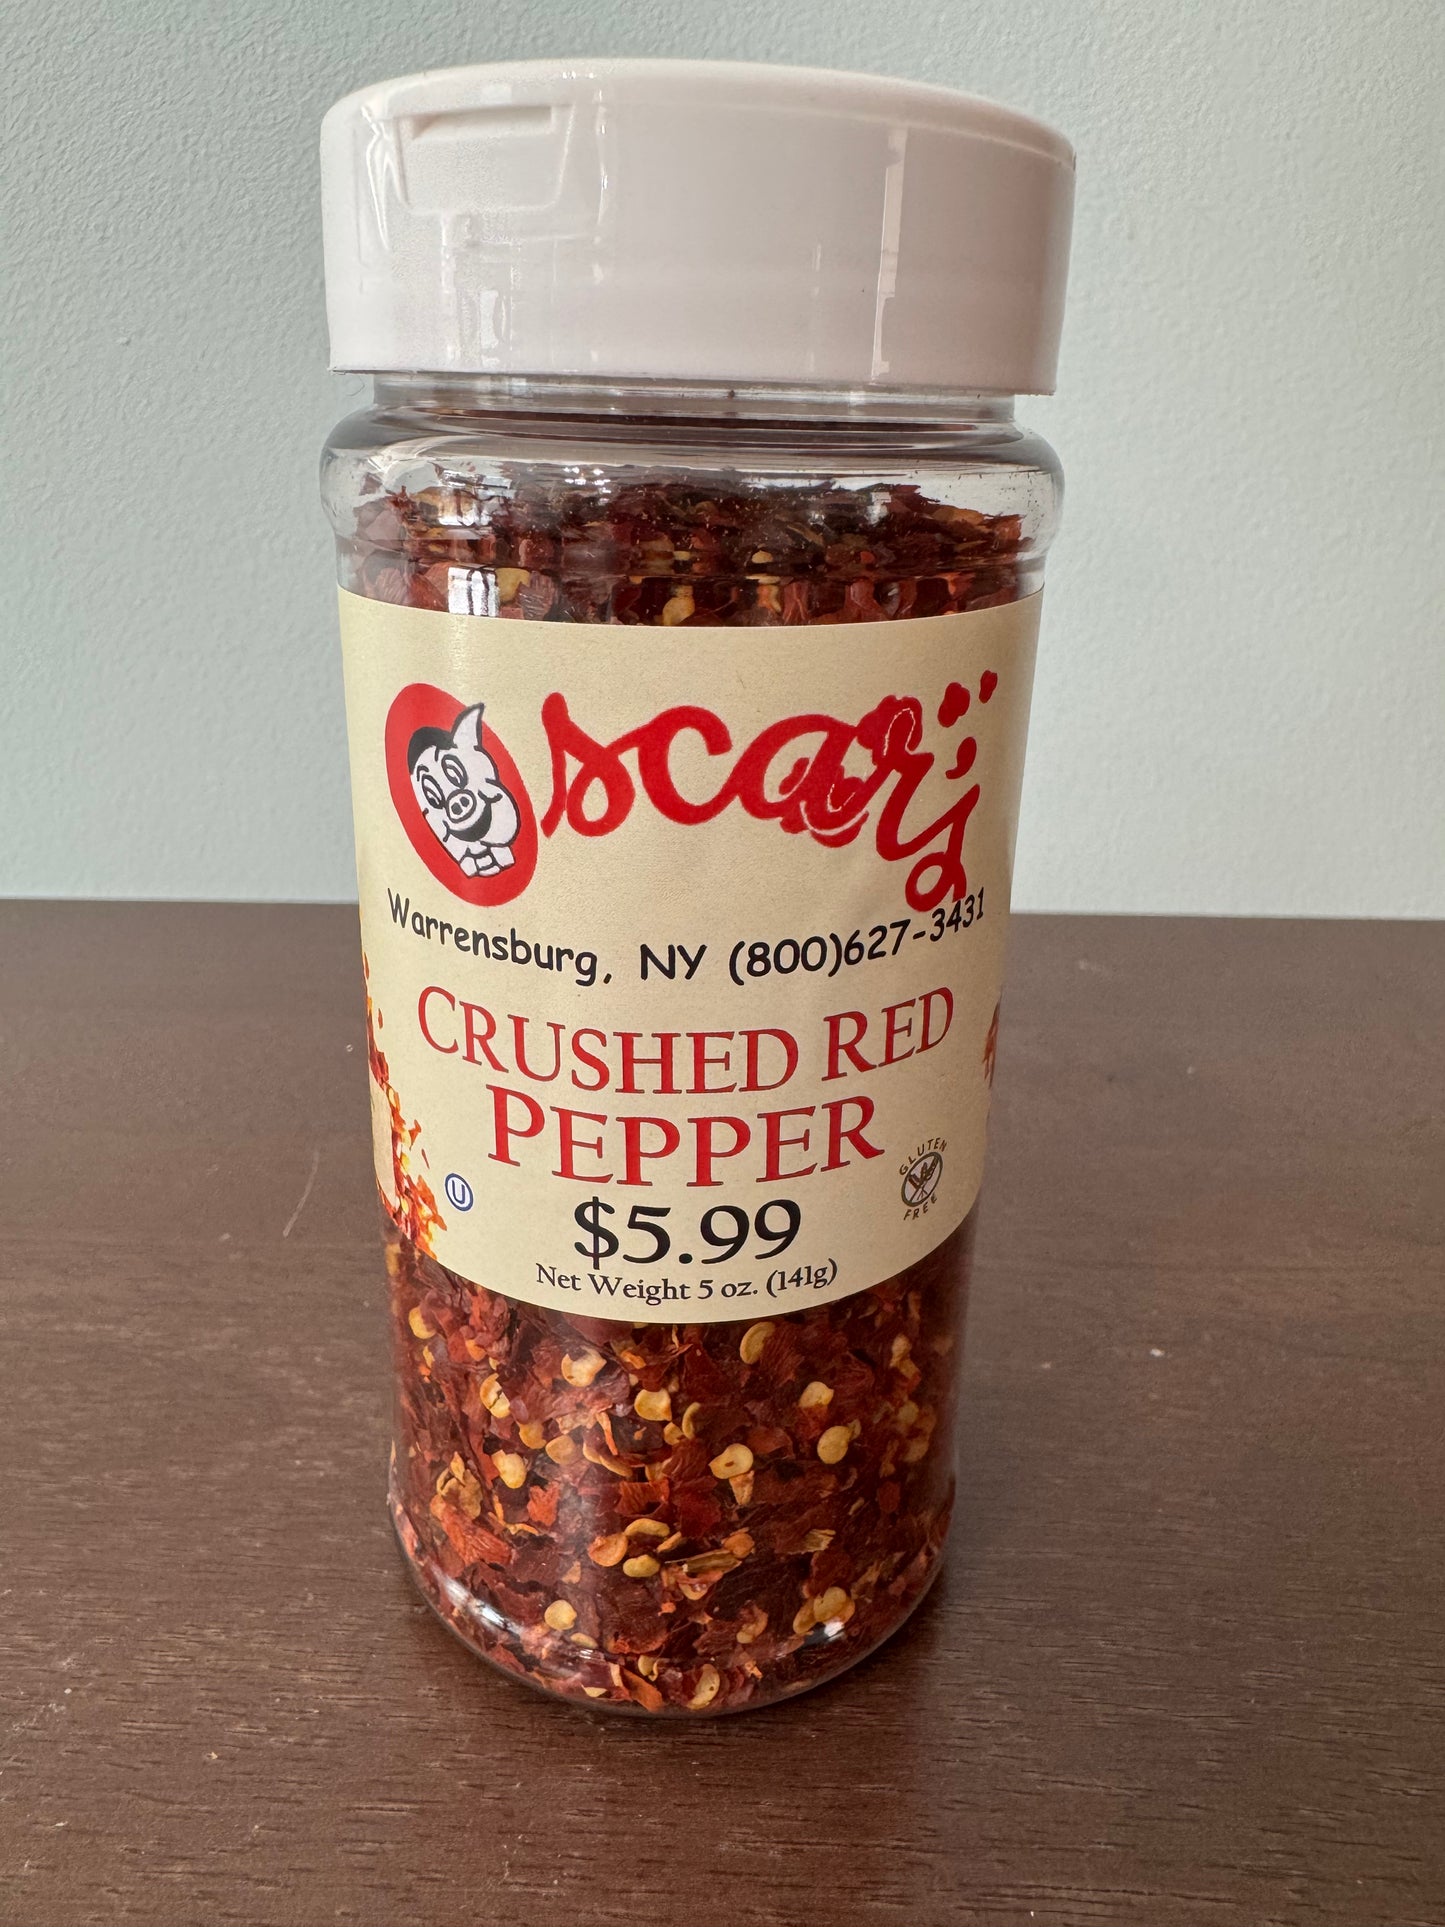 Oscar's
Warrensburg, NY (800)627-3431
CRUSHED RED
PEPPER
U
GLUTEN
FREE
$5.99
Net Weight 5 oz. (141g)